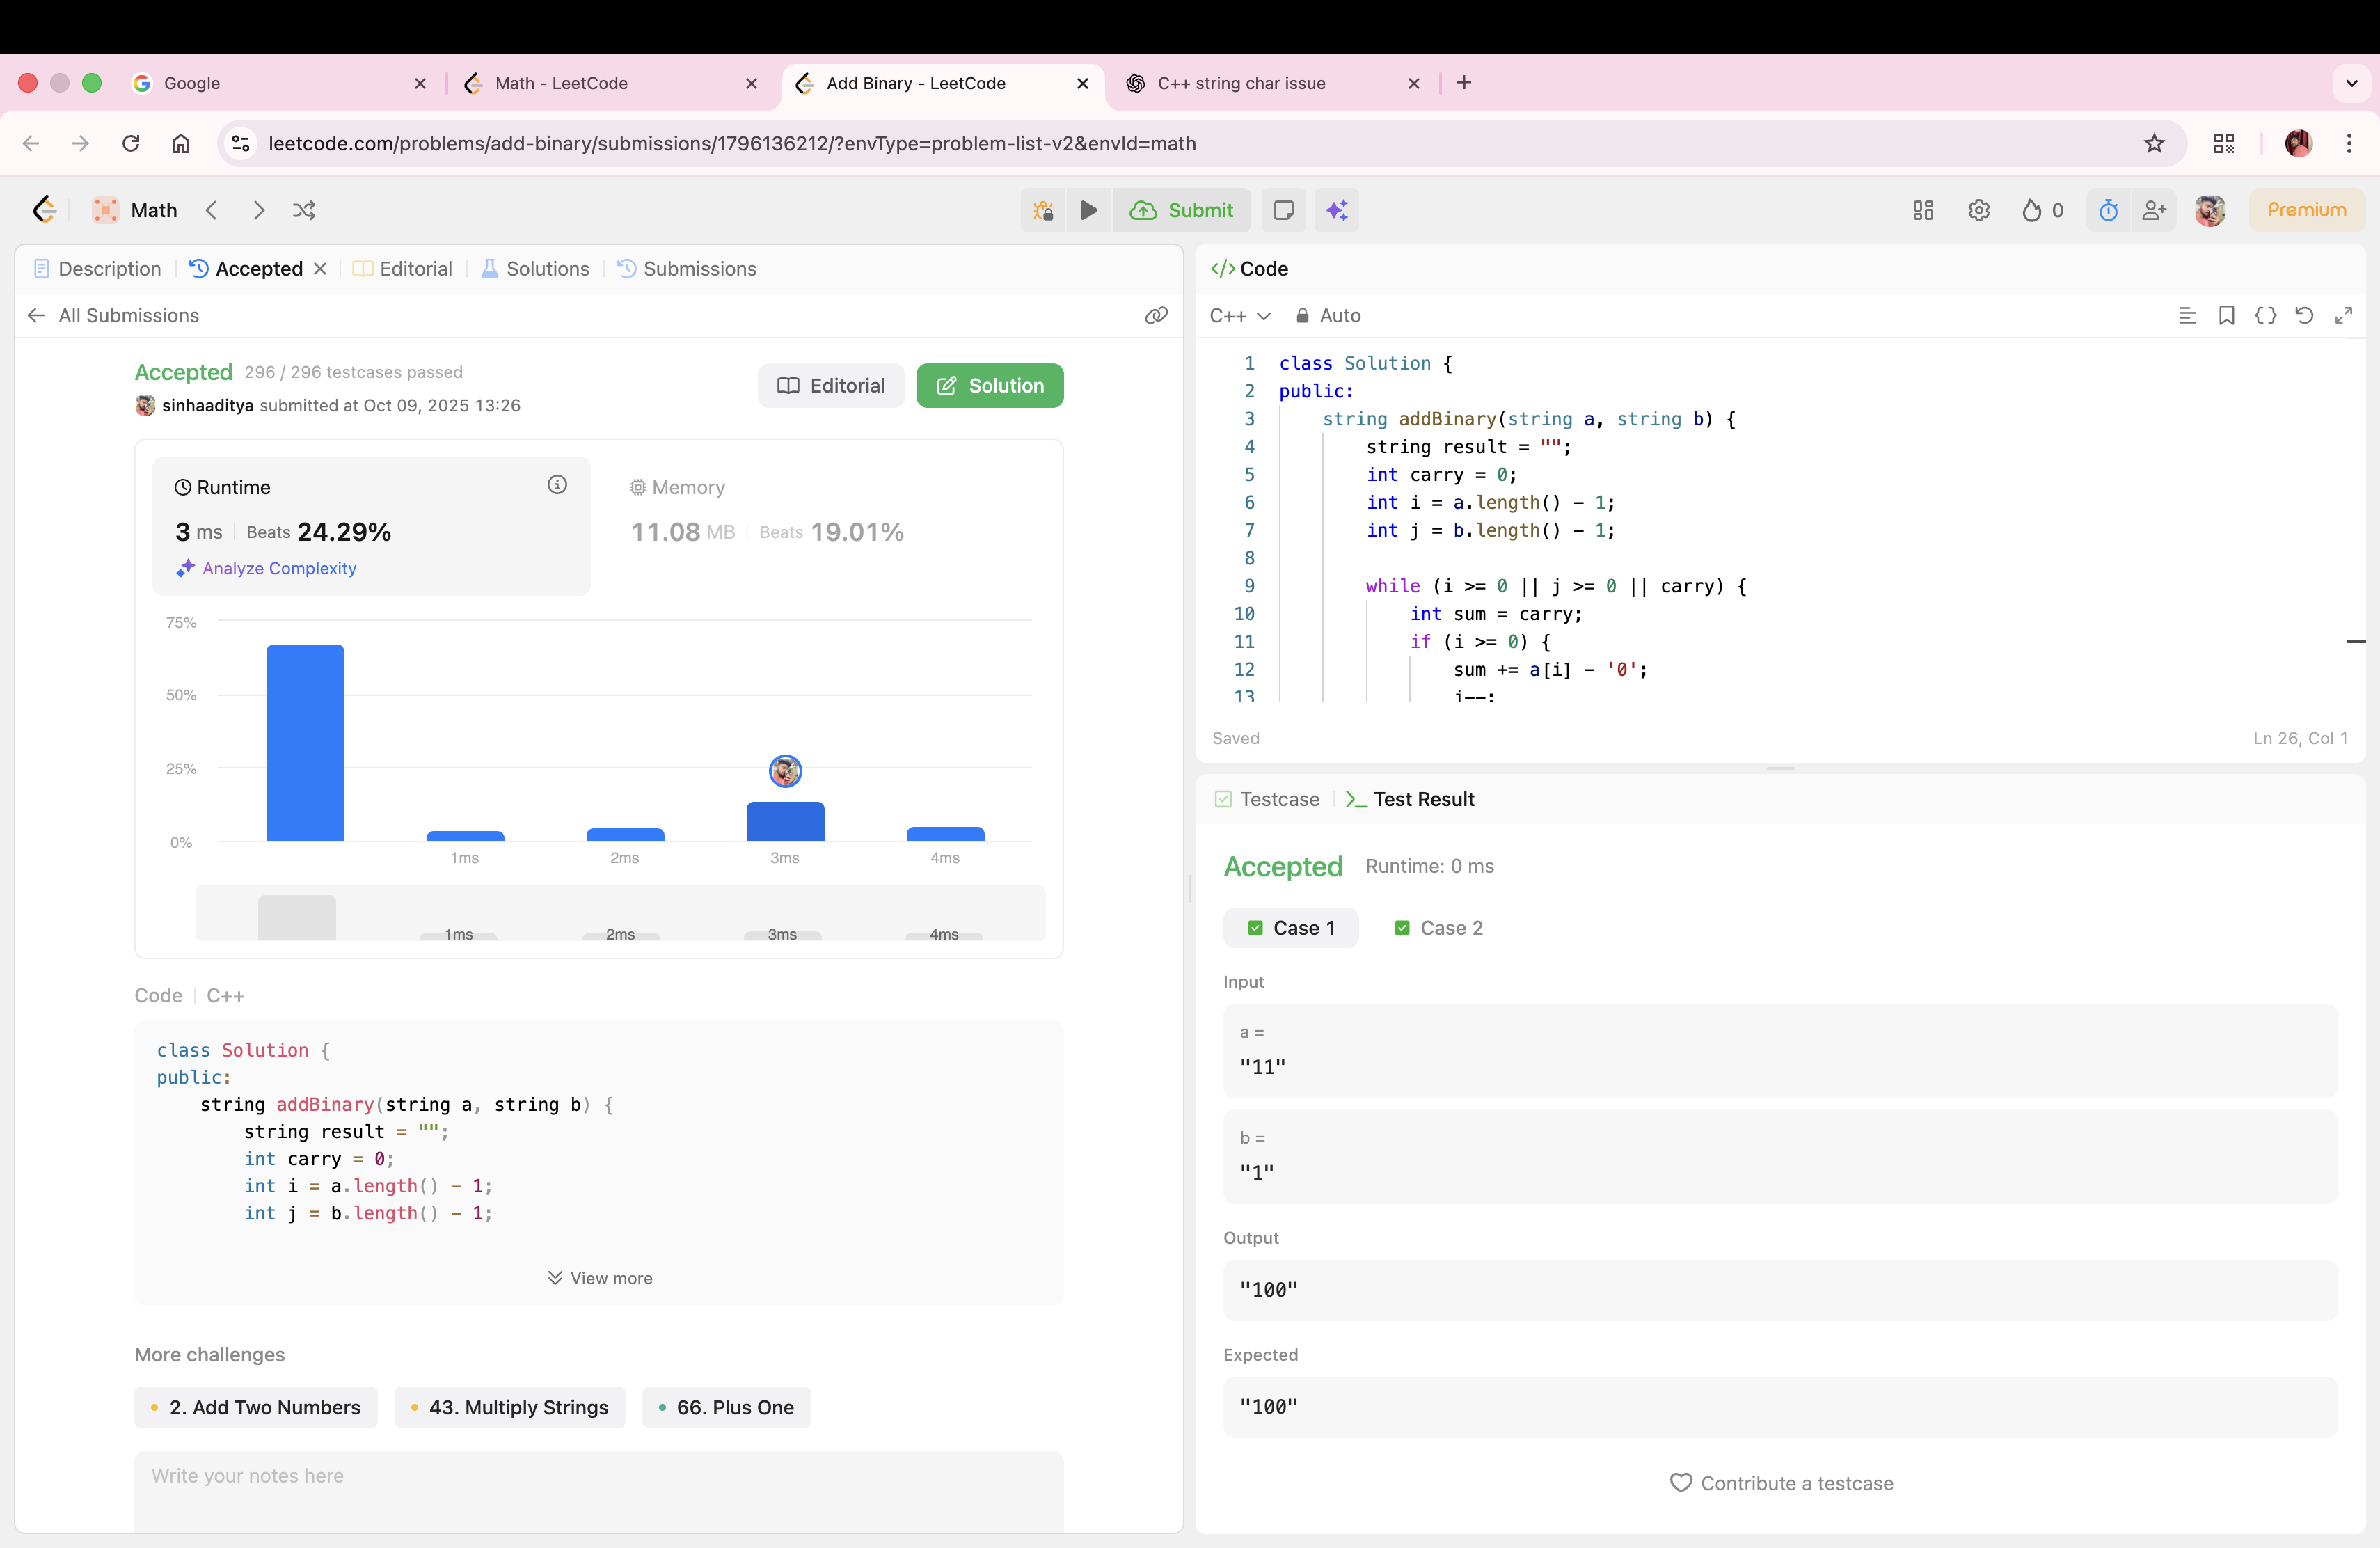 Google
Math - LeetCode
Add Binary - LeetCode
C++ string char issue
leetcode.com/problems/add-binary/submissions/1796136212/?envType=problem-list-v2&envId=math
Math
Submit
0
Premium
Description
Accepted
Editorial
Solutions
Submissions
All Submissions
Accepted 296 / 296 testcases passed
sinhaaditya submitted at Oct 09, 2025 13:26
Editorial
Solution
Runtime
3 ms Beats 24.29%
Analyze Complexity
Memory
11.08 MB Beats 19.01%
75%
50%
25%
0%
1ms 2ms 3ms 4ms
1ms 2ms 3ms 4ms
Code C++
class Solution {
public:
    string addBinary(string a, string b) {
        string result = "";
        int carry = 0;
        int i = a.length() - 1;
        int j = b.length() - 1;
View more
More challenges
2. Add Two Numbers
43. Multiply Strings
66. Plus One
Write your notes here
</> Code
C++ Auto
1 class Solution {
2 public:
3     string addBinary(string a, string b) {
4         string result = "";
5         int carry = 0;
6         int i = a.length() - 1;
7         int j = b.length() - 1;
8
9         while (i >= 0 || j >= 0 || carry) {
10             int sum = carry;
11             if (i >= 0) {
12                 sum += a[i] - '0';
13                 i--;
Saved
Ln 26, Col 1
Testcase
Test Result
Accepted Runtime: 0 ms
Case 1
Case 2
Input
a =
"11"
b =
"1"
Output
"100"
Expected
"100"
Contribute a testcase